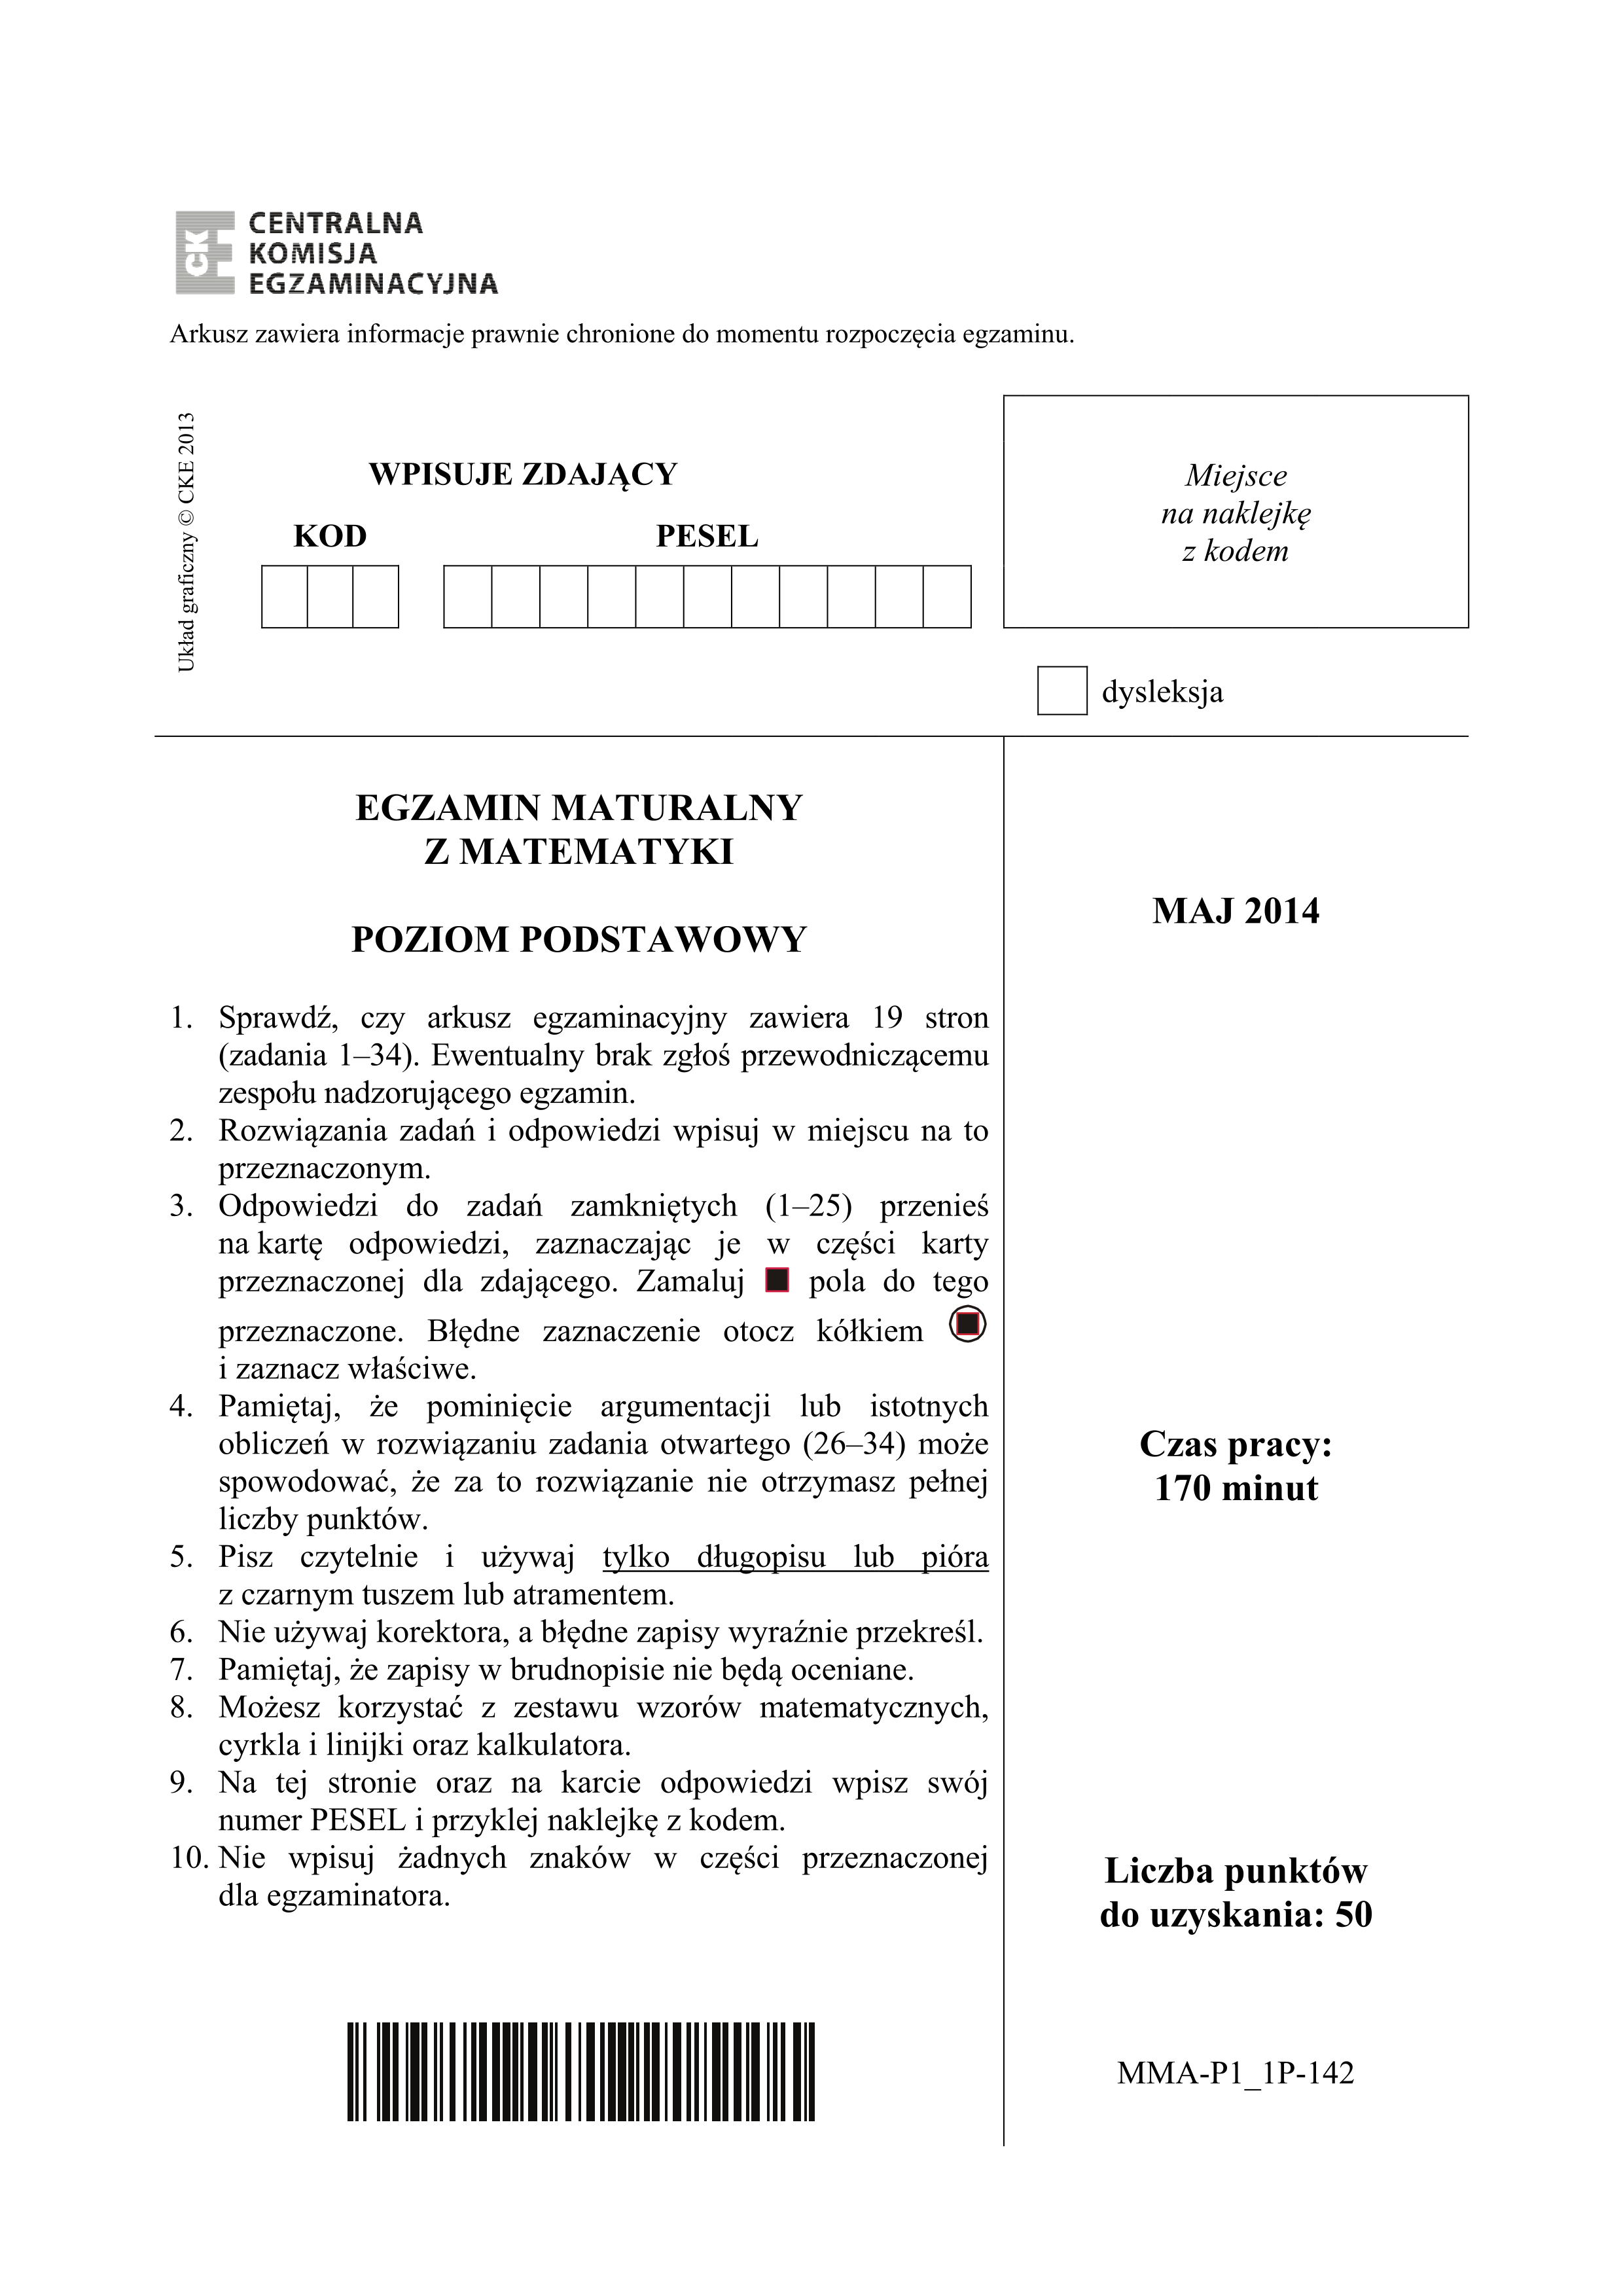 CK
CENTRALNA
KOMISJA
EGZAMINACYJNA
Arkusz zawiera informacje prawnie chronione do momentu rozpoczęcia egzaminu.
Układ graficzny © CKE 2013
WPISUJE ZDAJĄCY
KOD
PESEL
Miejsce
na naklejkę
z kodem
dysleksja
EGZAMIN MATURALNY
Z MATEMATYKI
POZIOM PODSTAWOWY
1. Sprawdź, czy arkusz egzaminacyjny zawiera 19 stron
(zadania 1–34). Ewentualny brak zgłoś przewodniczącemu
zespołu nadzorującego egzamin.
2. Rozwiązania zadań i odpowiedzi wpisuj w miejscu na to
przeznaczonym.
3. Odpowiedzi do zadań zamkniętych (1–25) przenieś
na kartę odpowiedzi, zaznaczając je w części karty
przeznaczonej dla zdającego. Zamaluj pola do tego
przeznaczone. Błędne zaznaczenie otocz kółkiem
i zaznacz właściwe.
4. Pamiętaj, że pominięcie argumentacji lub istotnych
obliczeń w rozwiązaniu zadania otwartego (26–34) może
spowodować, że za to rozwiązanie nie otrzymasz pełnej
liczby punktów.
5. Pisz czytelnie i używaj tylko długopisu lub pióra
z czarnym tuszem lub atramentem.
6. Nie używaj korektora, a błędne zapisy wyraźnie przekreśl.
7. Pamiętaj, że zapisy w brudnopisie nie będą oceniane.
8. Możesz korzystać z zestawu wzorów matematycznych,
cyrkla i linijki oraz kalkulatora.
9. Na tej stronie oraz na karcie odpowiedzi wpisz swój
numer PESEL i przyklej naklejkę z kodem.
10. Nie wpisuj żadnych znaków w części przeznaczonej
dla egzaminatora.
MAJ 2014
Czas pracy:
170 minut
Liczba punktów
do uzyskania: 50
MMA-P1_1P-142